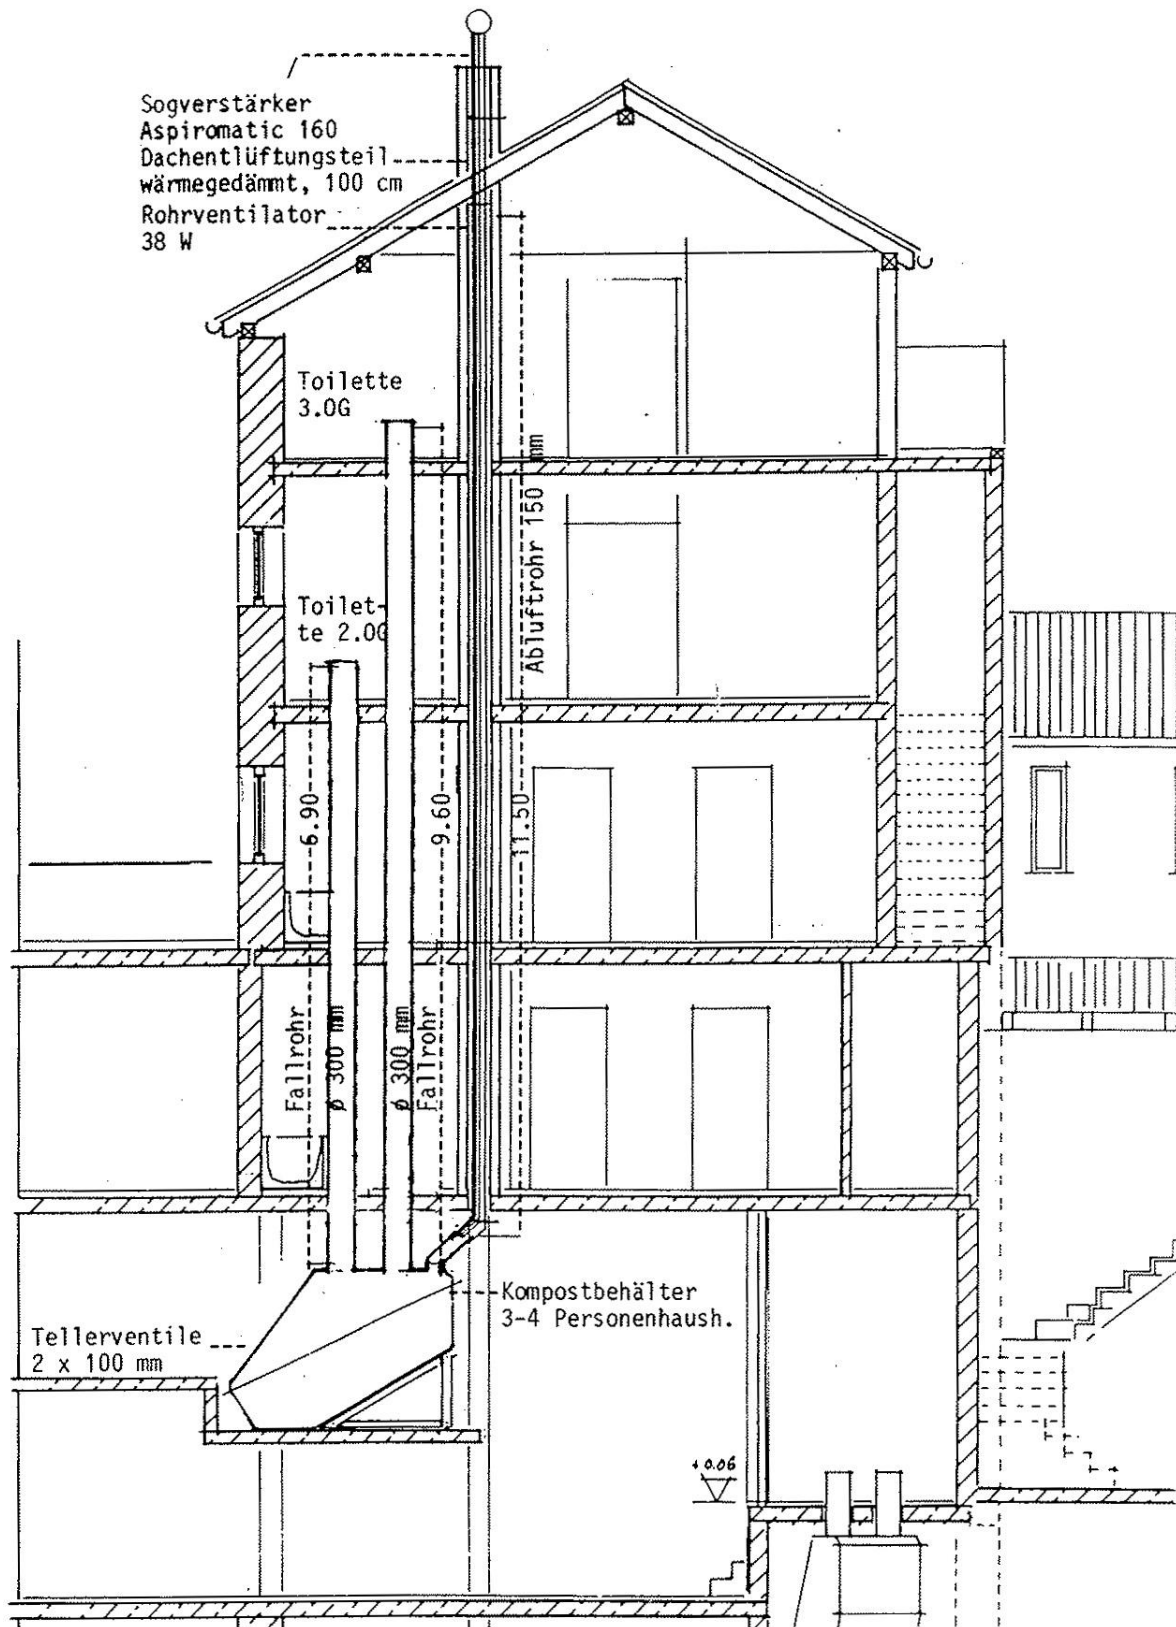 Sogverstärker
Aspiromatic 160
Dachentlüftungsteil
wärmegedämmt, 100 cm
Rohrventilator
38 W
Toilette
3.OG
Abluftrohr 150 mm
Toilet-
te 2.OG
6.90
9.60
11.50
Fallrohr
ø 300 mm
ø 300 mm
Fallrohr
Kompostbehälter
3-4 Personenhaush.
Tellerventile
2 x 100 mm
+0.06